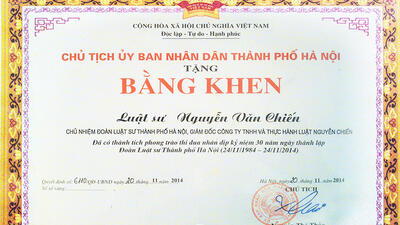 CỘNG HÒA XÃ HỘI CHỦ NGHĨA VIỆT NAM
Độc lập - Tự do - Hạnh phúc
CHỦ TỊCH ỦY BAN NHÂN DÂN THÀNH PHỐ HÀ NỘI
TẶNG
BẰNG KHEN
Luật sư Nguyễn Văn Chiến
CHỦ NHIỆM ĐOÀN LUẬT SƯ THÀNH PHỐ HÀ NỘI, GIÁM ĐỐC CÔNG TY TNHH VÀ THỰC HÀNH LUẬT NGUYỄN CHIẾN
Đã có thành tích phong trào thi đua nhân dịp kỷ niệm 30 năm ngày thành lập
Đoàn Luật sư Thành phố Hà Nội (24/11/1984 – 24/11/2014)
Quyết định số: QĐ-UBND ngày 20 tháng 11 năm 2014
Số sổ vàng:
Hà Nội, ngày 20 tháng 11 năm 2014
CHỦ TỊCH